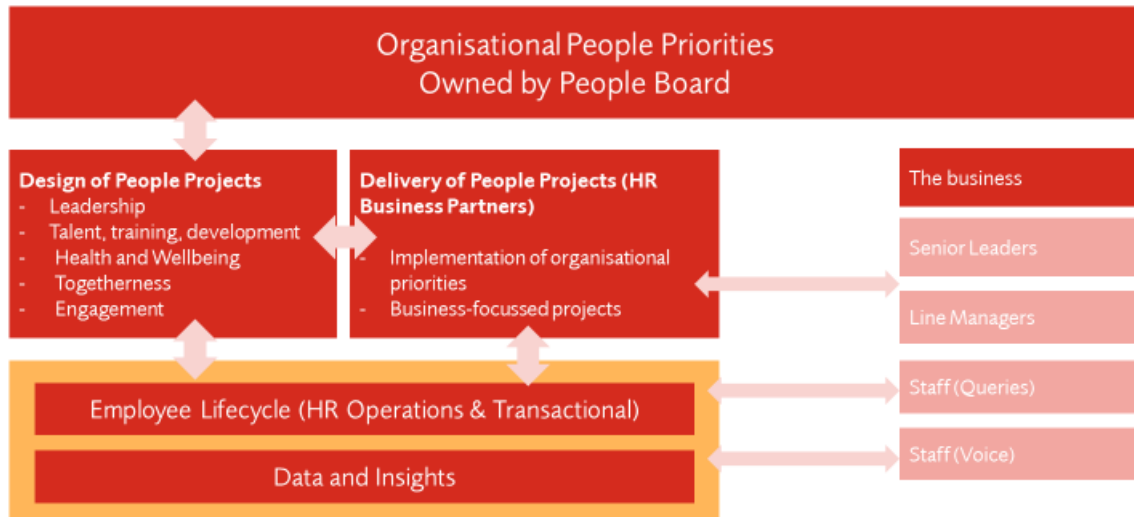 Organisational People Priorities
Owned by People Board
Design of People Projects
- Leadership
- Talent, training, development
- Health and Wellbeing
- Togetherness
- Engagement
Delivery of People Projects (HR
Business Partners)
- Implementation of organisational
priorities
- Business-focussed projects
The business
Senior Leaders
Line Managers
Staff (Queries)
Staff (Voice)
Employee Lifecycle (HR Operations & Transactional)
Data and Insights